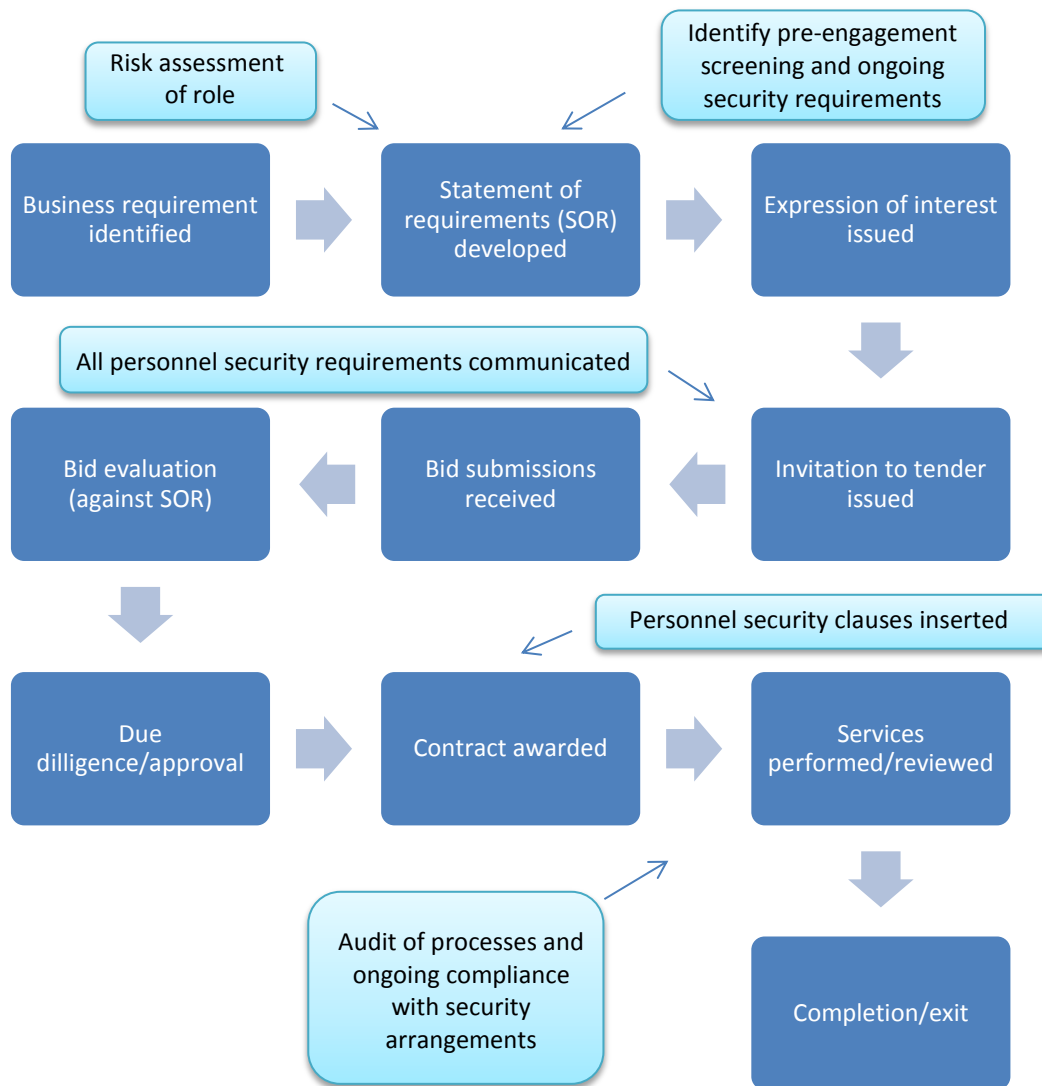 Risk assessment
of role
Identify pre-engagement
screening and ongoing
security requirements
Business requirement
identified
Statement of
requirements (SOR)
developed
Expression of interest
issued
All personnel security requirements communicated
Bid evaluation
(against SOR)
Bid submissions
received
Invitation to tender
issued
Personnel security clauses inserted
Due
dilligence/approval
Contract awarded
Services
performed/reviewed
Audit of processes and
ongoing compliance
with security
arrangements
Completion/exit